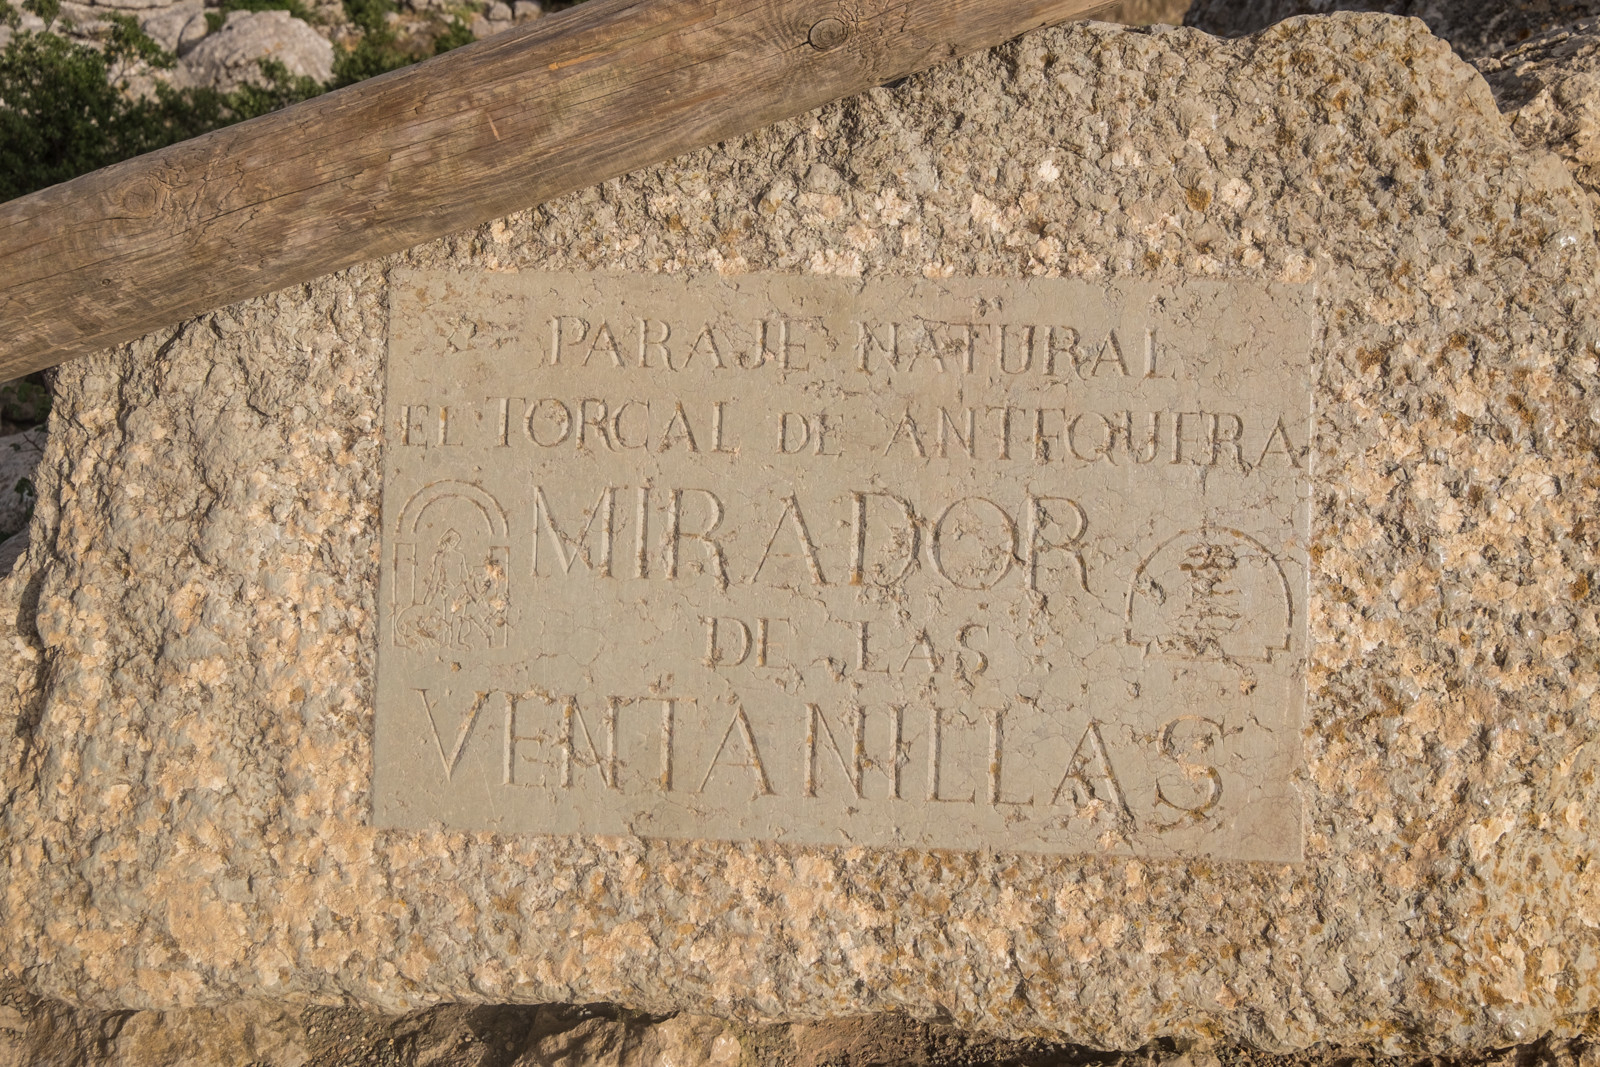 PARAJE NATURAL
EL TORCAL DE ANTEQUERA
MIRADOR
DE LAS
VENTANILLAS